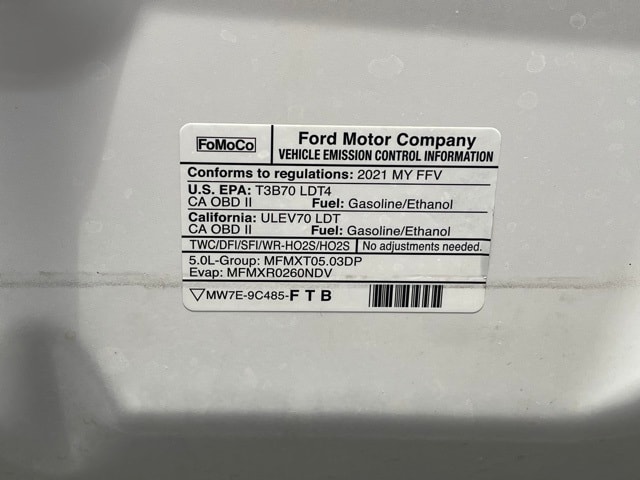 FoMoCo
Ford Motor Company
VEHICLE EMISSION CONTROL INFORMATION
Conforms to regulations: 2021 MY FFV
U.S. EPA: T3B70 LDT4
CA OBD II Fuel: Gasoline/Ethanol
California: ULEV70 LDT
CA OBD II Fuel: Gasoline/Ethanol
TWC/DFI/SFI/WR-HO2S/HO2S No adjustments needed.
5.0L-Group: MFMXT05.03DP
Evap: MFMXR0260NDV
MW7E-9C485-F T B